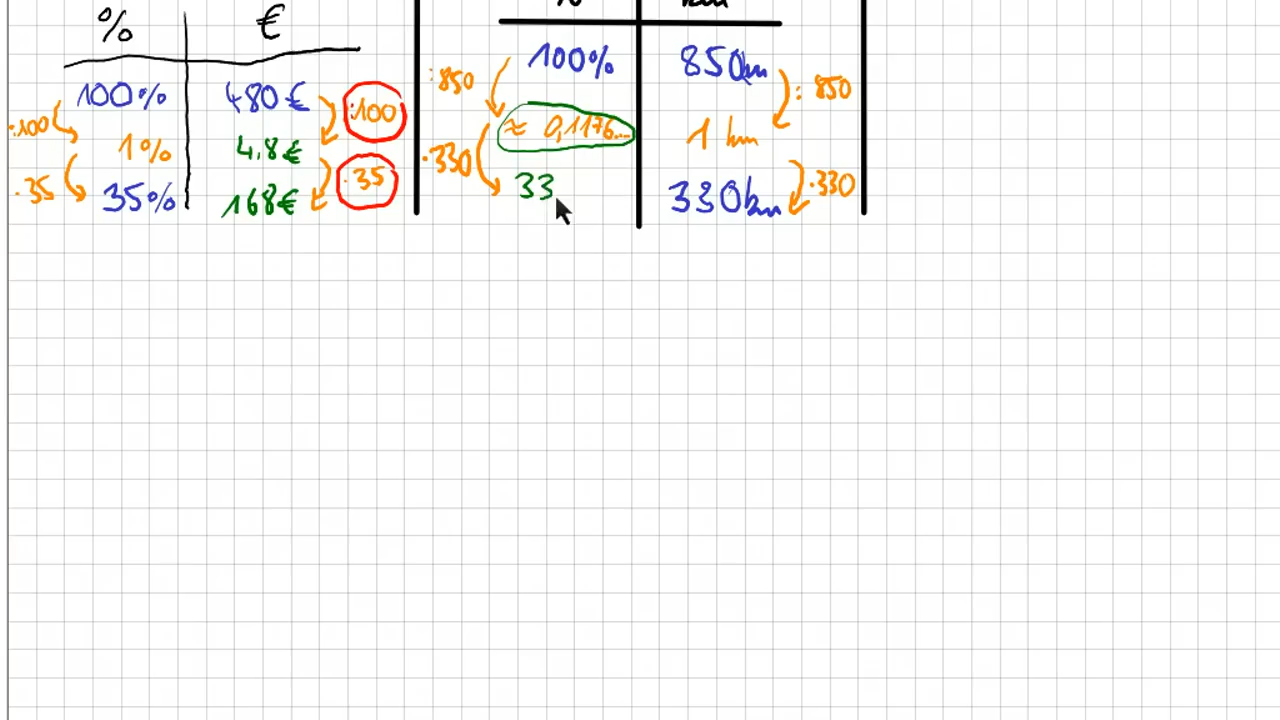 % €
100% 480€ :100
:100 1% 4,8€
·35 35% 168€ ·35
% km
100% 850km
:850 :850
≈ 0,1176... 1 km
·330 ·330
33 330km